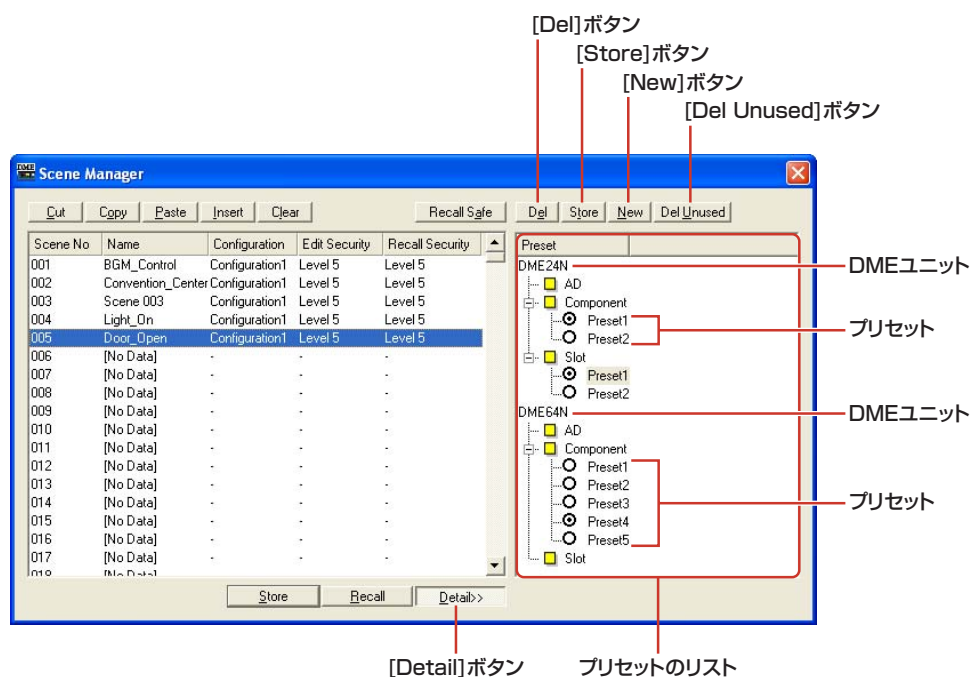 [Del]ボタン
[Store]ボタン
[New]ボタン
[Del Unused]ボタン
Scene Manager
Cut Copy Paste Insert Clear Recall Safe Del Store New Del Unused
Scene No Name Configuration Edit Security Recall Security
001 BGM_Control Configuration1 Level 5 Level 5
002 Convention_Center Configuration1 Level 5 Level 5
003 Scene 003 Configuration1 Level 5 Level 5
004 Light_On Configuration1 Level 5 Level 5
005 Door_Open Configuration1 Level 5 Level 5
006 [No Data] - - -
007 [No Data] - - -
008 [No Data] - - -
009 [No Data] - - -
010 [No Data] - - -
011 [No Data] - - -
012 [No Data] - - -
013 [No Data] - - -
014 [No Data] - - -
015 [No Data] - - -
016 [No Data] - - -
017 [No Data] - - -
018 [No Data]
Preset
DME24N
AD
Component
Preset1
Preset2
Slot
Preset1
Preset2
DME64N
AD
Component
Preset1
Preset2
Preset3
Preset4
Preset5
Slot
DMEユニット
プリセット
DMEユニット
プリセット
Store Recall Detail>>
[Detail]ボタン
プリセットのリスト